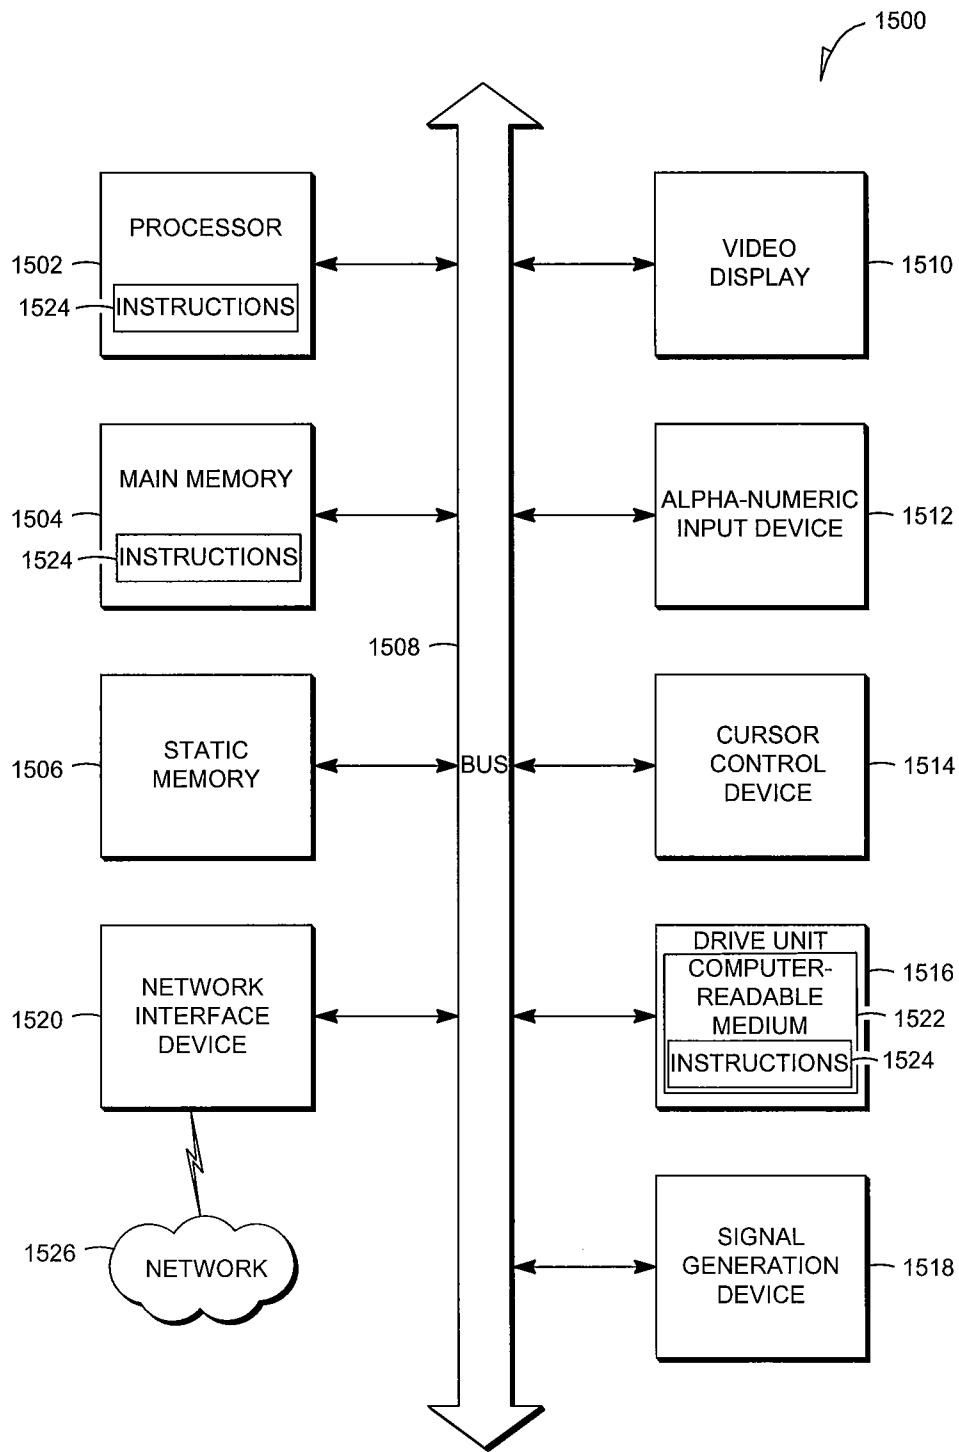 1500
PROCESSOR
1502
1524
INSTRUCTIONS
MAIN MEMORY
1504
1524
INSTRUCTIONS
1508
STATIC
MEMORY
1506
BUS
NETWORK
INTERFACE
DEVICE
1520
1526
NETWORK
VIDEO
DISPLAY
1510
ALPHA-NUMERIC
INPUT DEVICE
1512
CURSOR
CONTROL
DEVICE
1514
DRIVE UNIT
COMPUTER-
READABLE
MEDIUM
1516
1522
INSTRUCTIONS
1524
SIGNAL
GENERATION
DEVICE
1518